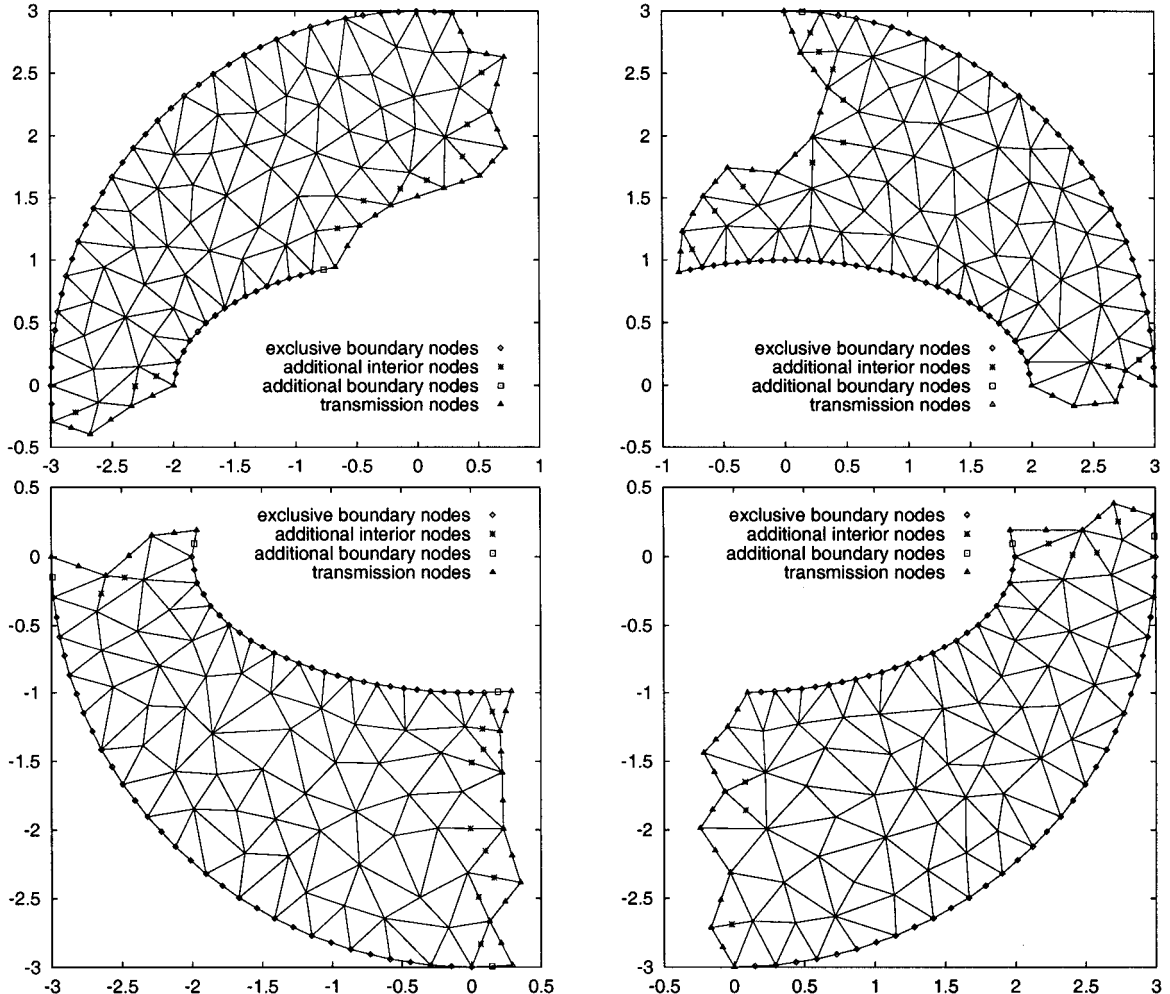 3
2.5
2
1.5
1
0.5
0
-0.5
-3 -2.5 -2 -1.5 -1 -0.5 0 0.5 1
exclusive boundary nodes
additional interior nodes
additional boundary nodes
transmission nodes
3
2.5
2
1.5
1
0.5
0
-0.5
-1 -0.5 0 0.5 1 1.5 2 2.5 3
exclusive boundary nodes
additional interior nodes
additional boundary nodes
transmission nodes
0.5
0
-0.5
-1
-1.5
-2
-2.5
-3
-3 -2.5 -2 -1.5 -1 -0.5 0 0.5
exclusive boundary nodes
additional interior nodes
additional boundary nodes
transmission nodes
0.5
0
-0.5
-1
-1.5
-2
-2.5
-3
-0.5 0 0.5 1 1.5 2 2.5 3
exclusive boundary nodes
additional interior nodes
additional boundary nodes
transmission nodes